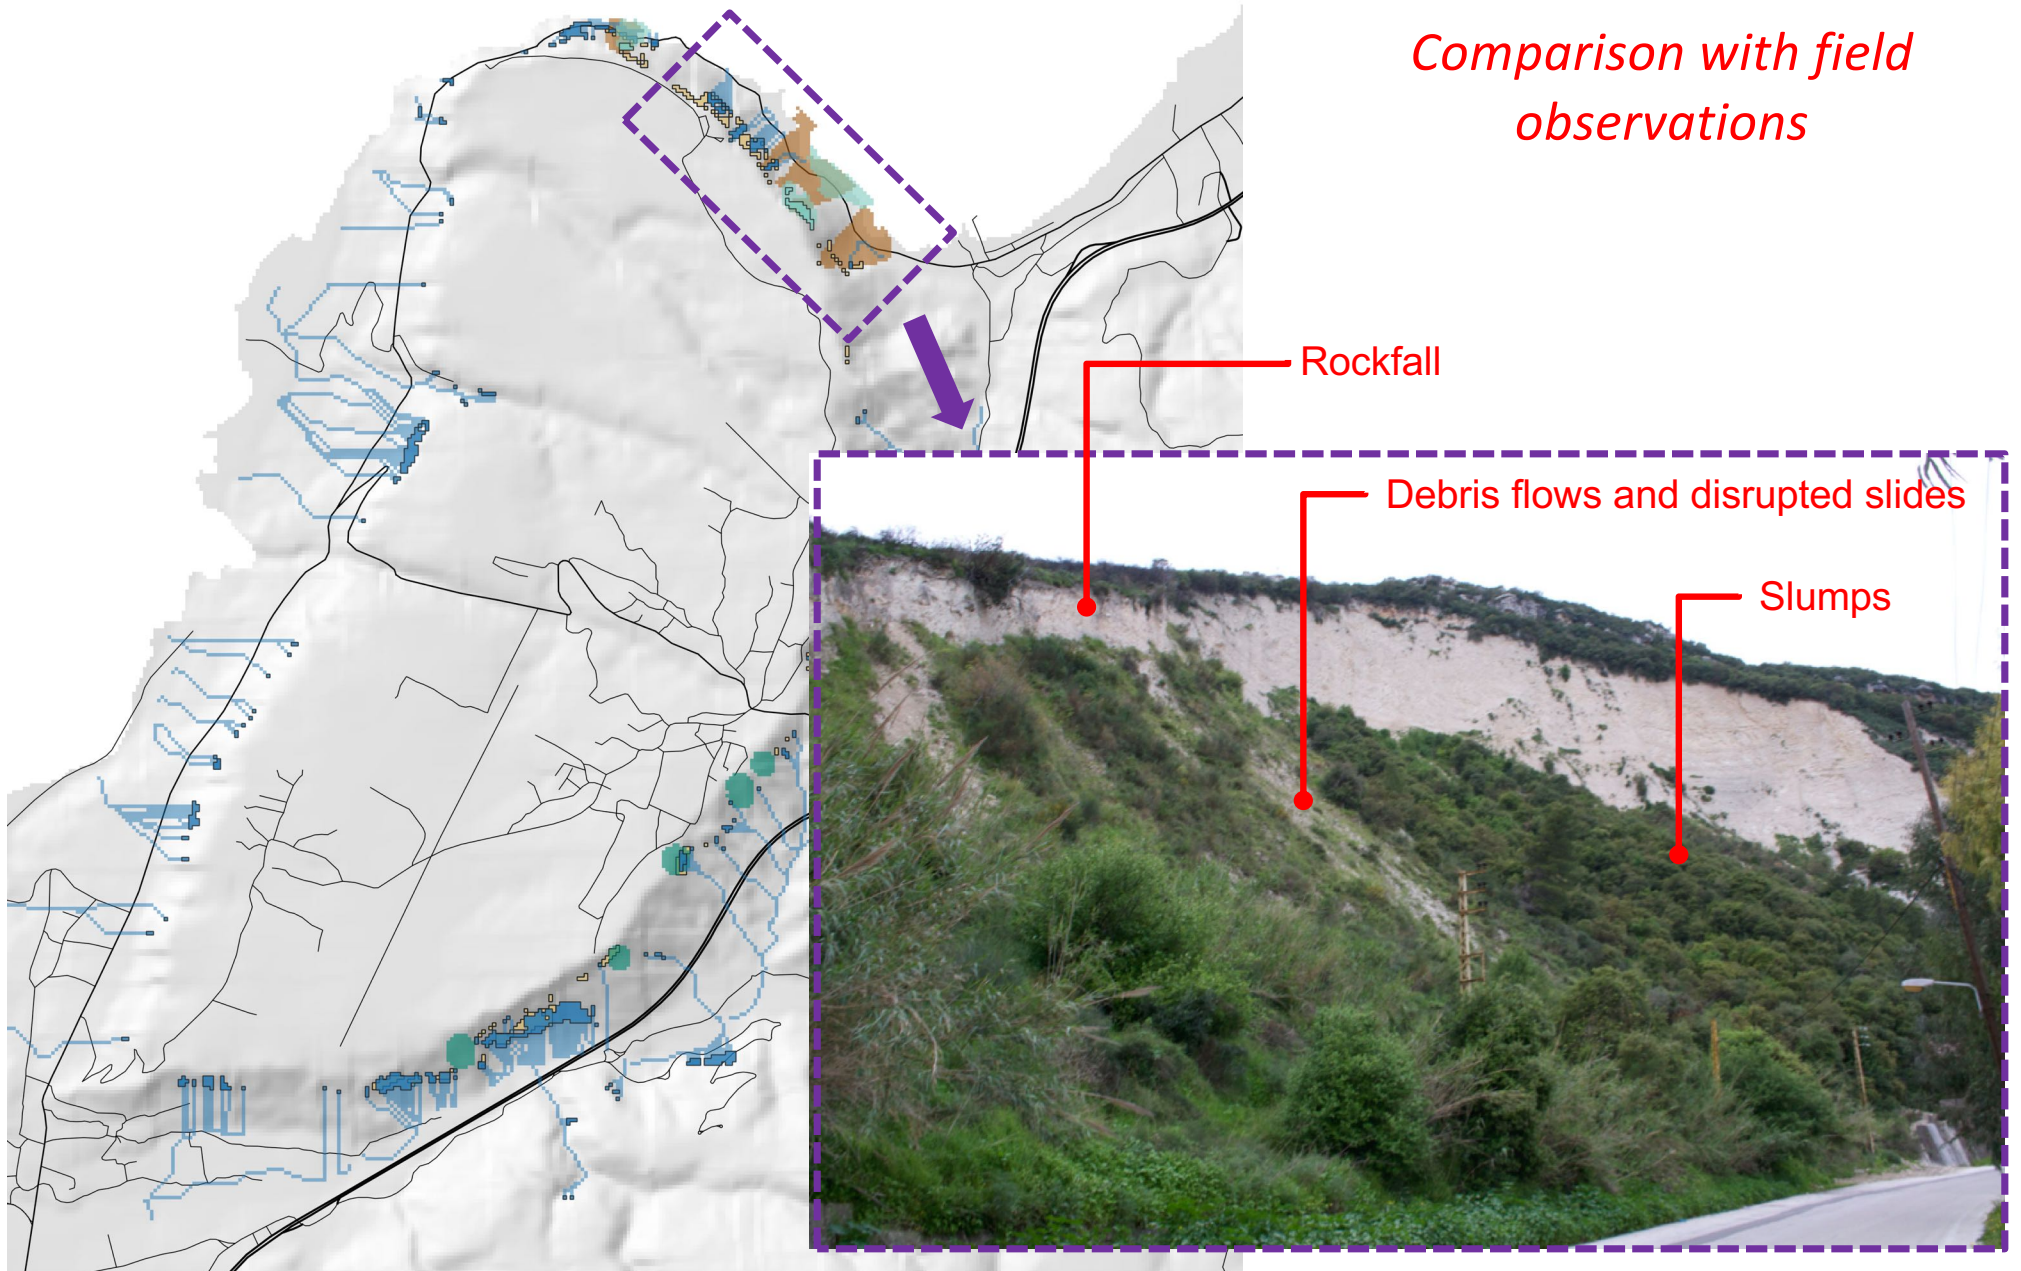 Comparison with field
observations
Rockfall
Debris flows and disrupted slides
Slumps